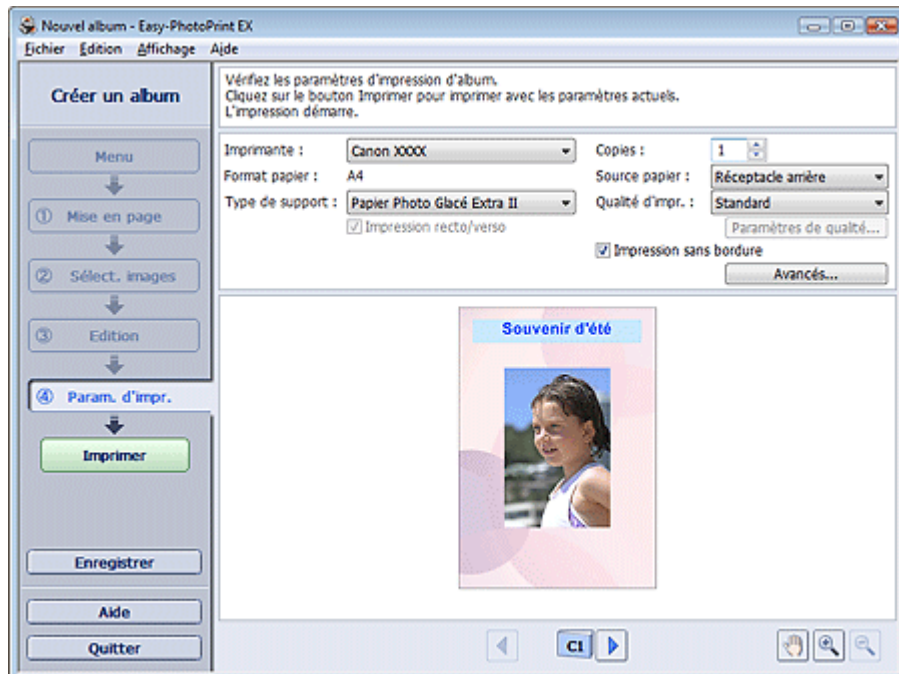 Nouvel album - Easy-PhotoPrint EX
Fichier Edition Affichage Aide
Créer un album
Menu
① Mise en page
② Sélect. images
③ Edition
④ Param. d'impr.
Imprimer
Enregistrer
Aide
Quitter
Vérifiez les paramètres d'impression d'album.
Cliquez sur le bouton Imprimer pour imprimer avec les paramètres actuels.
L'impression démarre.
Imprimante : Canon XXXX
Copies : 1
Format papier : A4
Source papier : Réceptacle arrière
Type de support : Papier Photo Glacé Extra II
Qualité d'impr. : Standard
Impression recto/verso
Paramètres de qualté...
Impression sans bordure
Avancés...
Souvenir d'été
C1